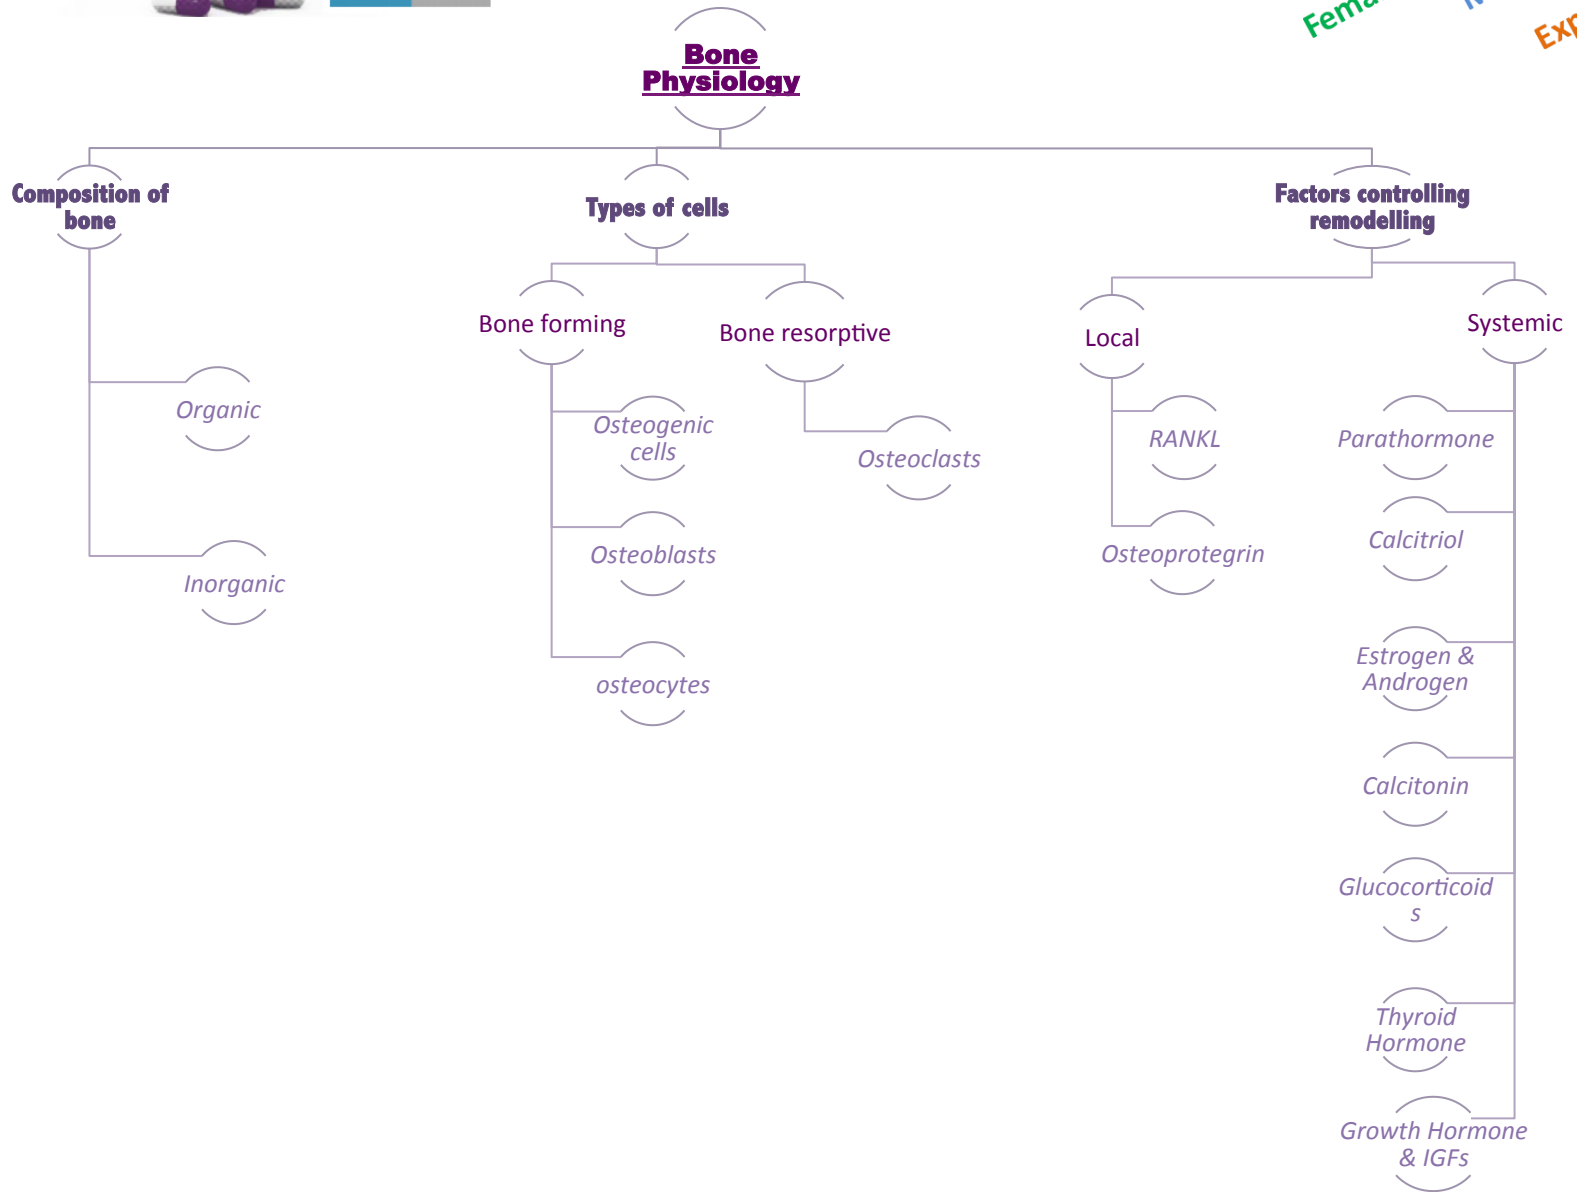 Bone
Physiology
Composition of
bone
Types of cells
Factors controlling
remodelling
Bone forming
Bone resorptive
Local
Systemic
Organic
Inorganic
Osteogenic
cells
Osteoblasts
osteocytes
Osteoclasts
RANKL
Osteoprotegrin
Parathormone
Calcitriol
Estrogen &
Androgen
Calcitonin
Glucocorticoid
s
Thyroid
Hormone
Growth Hormone
& IGFs